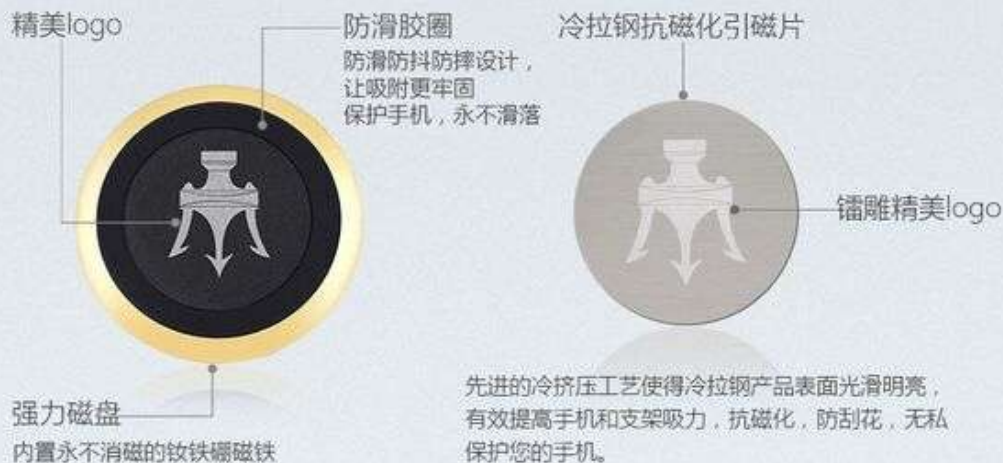 精美logo
防滑胶圈
防滑防抖防摔设计，
让吸附更牢固
保护手机，永不滑落
冷拉钢抗磁化引磁片
镭雕精美logo
强力磁盘
内置永不消磁的钕铁硼磁铁
先进的冷挤压工艺使得冷拉钢产品表面光滑明亮，
有效提高手机和支架吸力，抗磁化，防刮花，无私
保护您的手机。